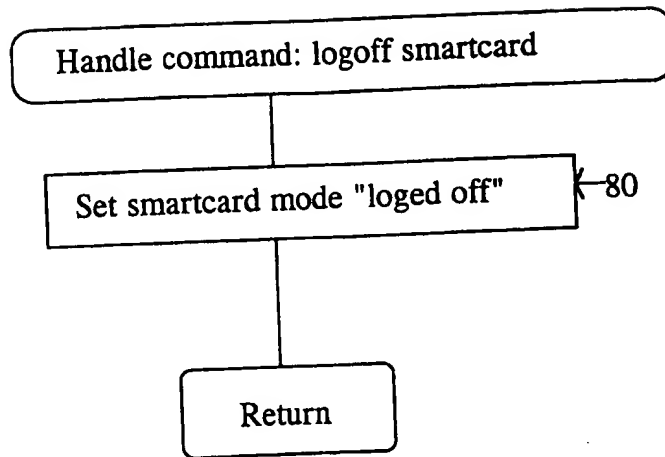 Handle command: logoff smartcard
Set smartcard mode "loged off"
80
Return